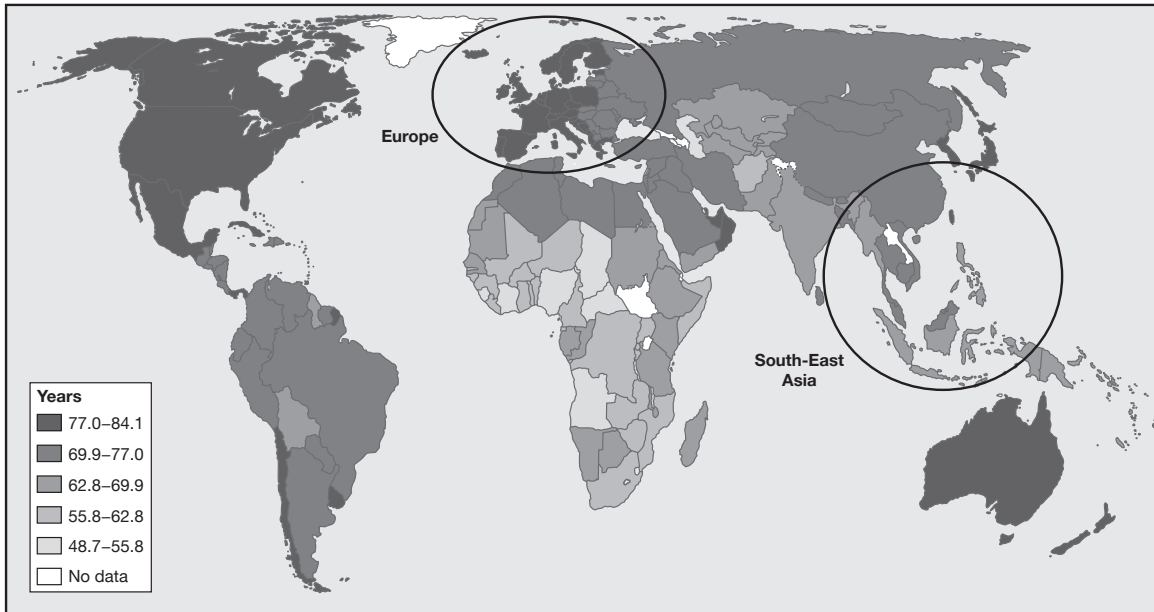 Europe
South-East
Asia
Years
77.0–84.1
69.9–77.0
62.8–69.9
55.8–62.8
48.7–55.8
No data